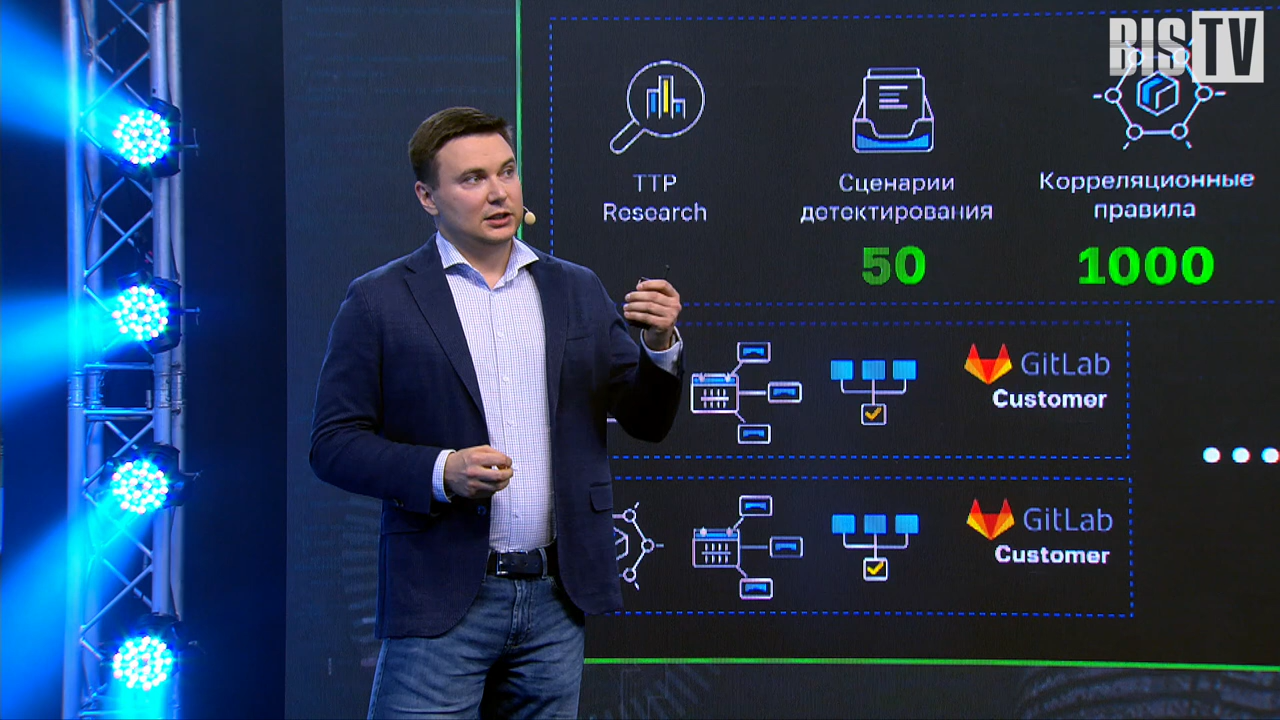 BIS TV
TTP
Research
Сценарии
детектирования
50
Корреляционные
правила
1000
GitLab
Customer
GitLab
Customer